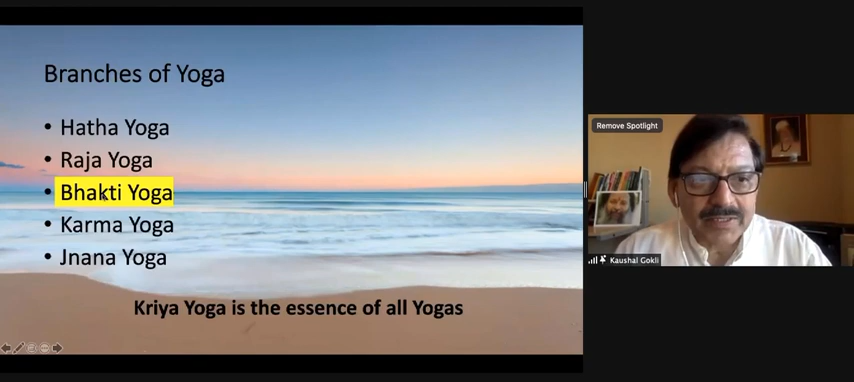 Branches of Yoga
• Hatha Yoga
• Raja Yoga
• Bhakti Yoga
• Karma Yoga
• Jnana Yoga
Kriya Yoga is the essence of all Yogas
Remove Spotlight
Kaushal Gokli